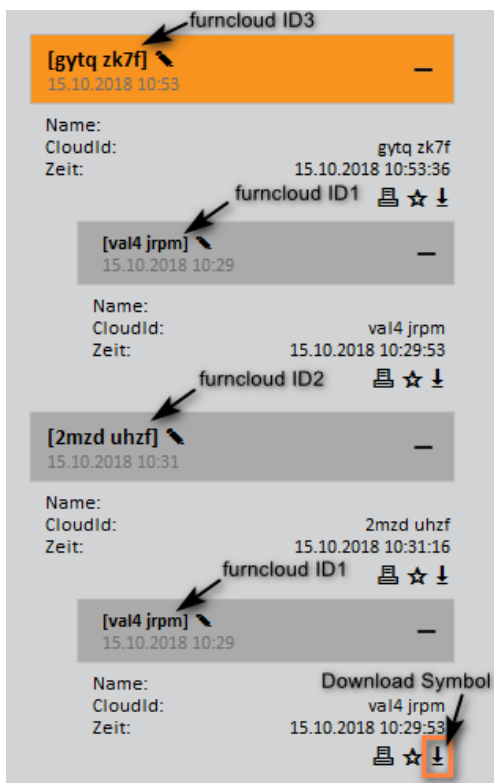 furncloud ID3
[gytq zk7f]
15.10.2018 10:53
Name:
CloudId: gytq zk7f
Zeit: 15.10.2018 10:53:36
furncloud ID1
[val4 jrpm]
15.10.2018 10:29
Name:
CloudId: val4 jrpm
Zeit: 15.10.2018 10:29:53
furncloud ID2
[2mzd uhzf]
15.10.2018 10:31
Name:
CloudId: 2mzd uhzf
Zeit: 15.10.2018 10:31:16
furncloud ID1
[val4 jrpm]
15.10.2018 10:29
Name: Download Symbol
CloudId: val4 jrpm
Zeit: 15.10.2018 10:29:53